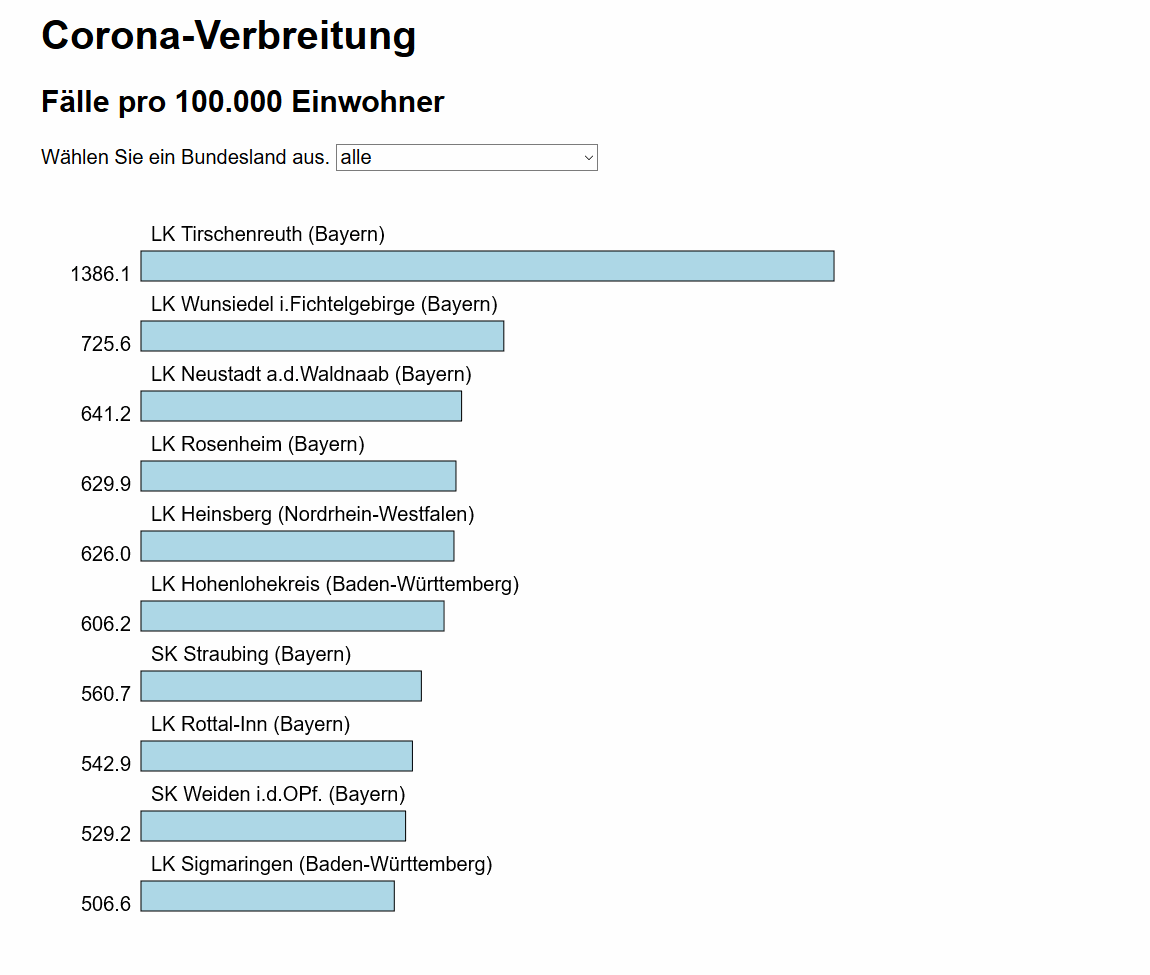 Corona-Verbreitung
Fälle pro 100.000 Einwohner
Wählen Sie ein Bundesland aus. alle
LK Tirschenreuth (Bayern)
1386.1
LK Wunsiedel i.Fichtelgebirge (Bayern)
725.6
LK Neustadt a.d.Waldnaab (Bayern)
641.2
LK Rosenheim (Bayern)
629.9
LK Heinsberg (Nordrhein-Westfalen)
626.0
LK Hohenlohekreis (Baden-Württemberg)
606.2
SK Straubing (Bayern)
560.7
LK Rottal-Inn (Bayern)
542.9
SK Weiden i.d.OPf. (Bayern)
529.2
LK Sigmaringen (Baden-Württemberg)
506.6